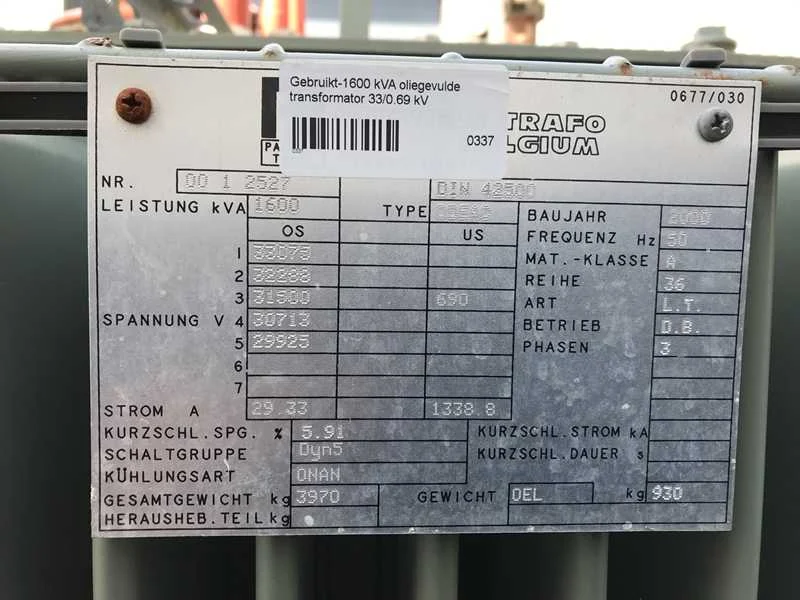 Gebruikt-1600 kVA oliegevulde
transformator 33/0.69 kV
0337
0677/030
TRAFO
LGIUM
PA
T
NR. 00 1 2527 DIN 42500
LEISTUNG kVA 1600 TYPE
BAUJAHR 2000
OS US
FREQUENZ Hz 50
1 33075
MAT.-KLASSE A
2 32288
REIHE 36
3 31500 690
ART L.T.
SPANNUNG V 4 30713
BETRIEB D.B.
5 29925
PHASEN 3
6
7
STROM A 29.33 1338.8
KURZSCHL.SPG. % 5.91 KURZSCHL.STROM kA
SCHALTGRUPPE Dyn5 KURZSCHL.DAUER s
KÜHLUNGSART ONAN
GESAMTGEWICHT kg 3970 GEWICHT OEL kg 930
HERAUSHEB.TEIL kg